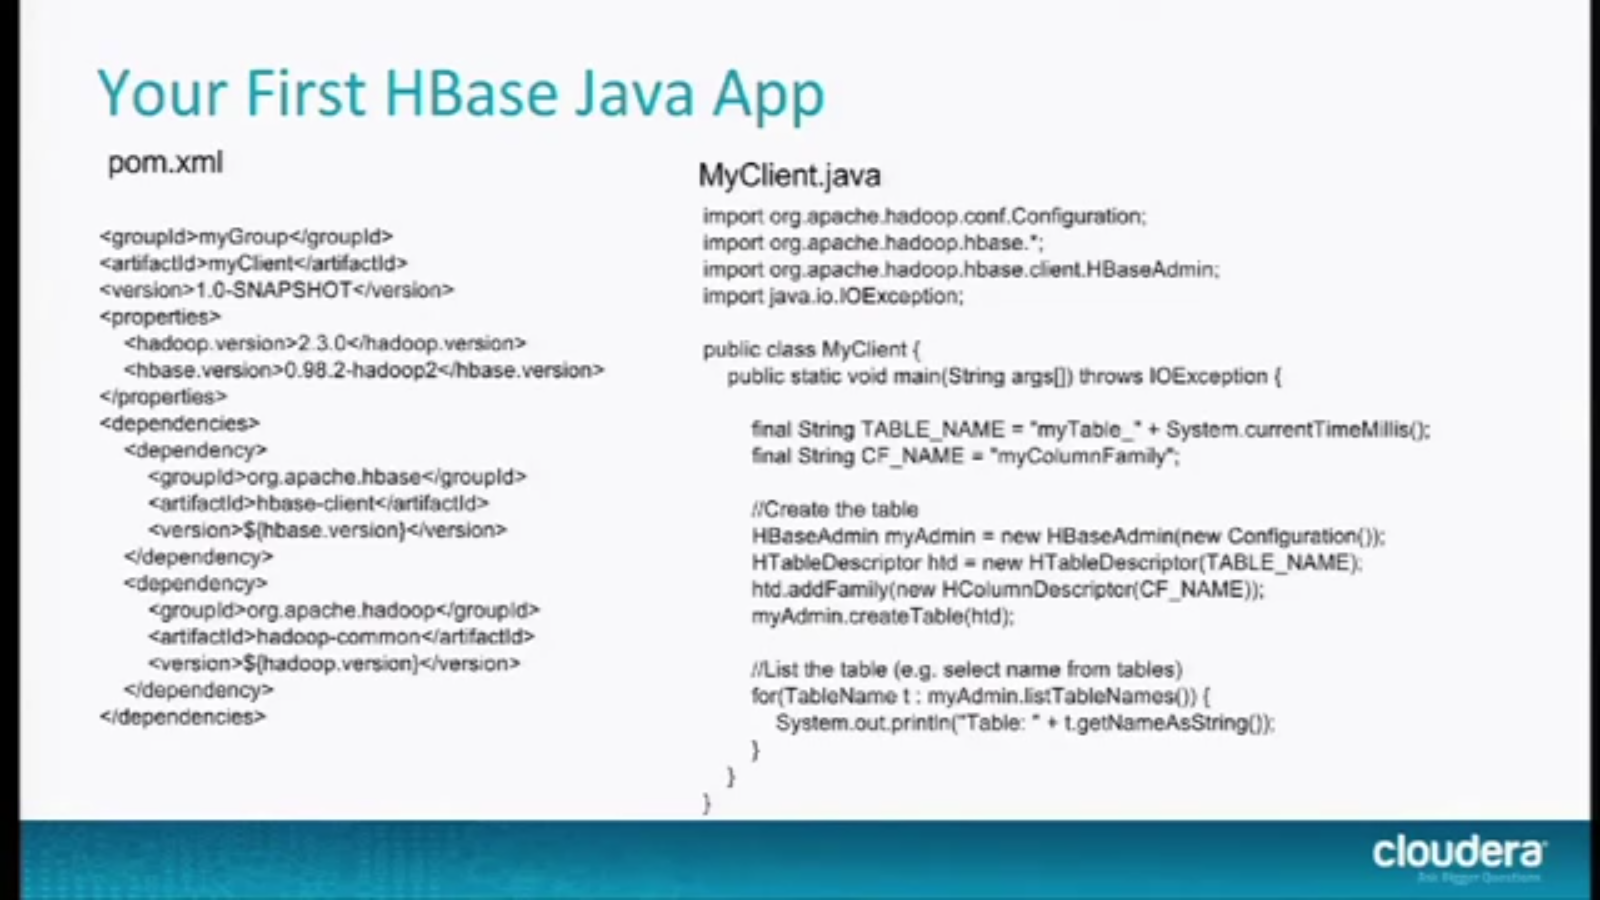 Your First HBase Java App
pom.xml
<groupId>myGroup</groupId>
<artifactId>myClient</artifactId>
<version>1.0-SNAPSHOT</version>
<properties>
<hadoop.version>2.3.0</hadoop.version>
<hbase.version>0.98.2-hadoop2</hbase.version>
</properties>
<dependencies>
<dependency>
<groupId>org.apache.hbase</groupId>
<artifactId>hbase-client</artifactId>
<version>${hbase.version}</version>
</dependency>
<dependency>
<groupId>org.apache.hadoop</groupId>
<artifactId>hadoop-common</artifactId>
<version>${hadoop.version}</version>
</dependency>
</dependencies>
MyClient.java
import org.apache.hadoop.conf.Configuration;
import org.apache.hadoop.hbase.*;
import org.apache.hadoop.hbase.client.HBaseAdmin;
import java.io.IOException;
public class MyClient {
public static void main(String args[]) throws IOException {
final String TABLE_NAME = "myTable_" + System.currentTimeMillis();
final String CF_NAME = "myColumnFamily";
//Create the table
HBaseAdmin myAdmin = new HBaseAdmin(new Configuration());
HTableDescriptor htd = new HTableDescriptor(TABLE_NAME);
htd.addFamily(new HColumnDescriptor(CF_NAME));
myAdmin.createTable(htd);
//List the table (e.g. select name from tables)
for(TableName t : myAdmin.listTableNames()) {
System.out.println("Table: " + t.getNameAsString());
}
}
}
cloudera
Ask Bigger Questions